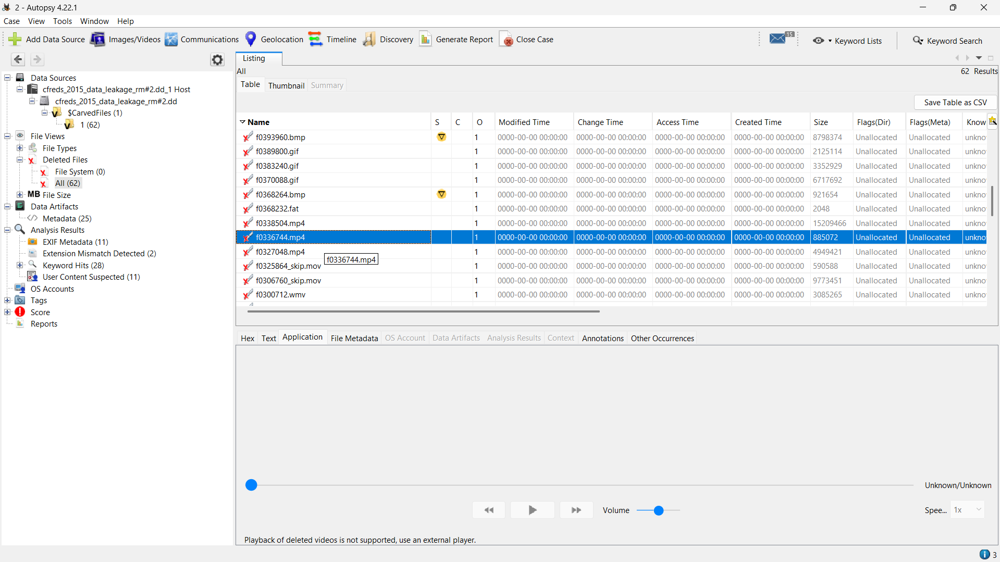 2 - Autopsy 4.22.1
Case View Tools Window Help
Add Data Source Images/Videos Communications Geolocation Timeline Discovery Generate Report Close Case 15 Keyword Lists Keyword Search
Data Sources
cfreds_2015_data_leakage_rm#2.dd_1 Host
cfreds_2015_data_leakage_rm#2.dd
$CarvedFiles (1)
1 (62)
File Views
File Types
Deleted Files
File System (0)
All (62)
MB File Size
Data Artifacts
Metadata (25)
Analysis Results
EXIF Metadata (11)
Extension Mismatch Detected (2)
Keyword Hits (28)
User Content Suspected (11)
OS Accounts
Tags
Score
Reports
Listing
All 62 Results
Table Thumbnail Summary
Save Table as CSV
Name S C O Modified Time Change Time Access Time Created Time Size Flags(Dir) Flags(Meta) Know
f0393960.bmp 1 0000-00-00 00:00:00 0000-00-00 00:00:00 0000-00-00 00:00:00 0000-00-00 00:00:00 8798374 Unallocated Unallocated unkno
f0389800.gif 1 0000-00-00 00:00:00 0000-00-00 00:00:00 0000-00-00 00:00:00 0000-00-00 00:00:00 2125114 Unallocated Unallocated unkno
f0383240.gif 1 0000-00-00 00:00:00 0000-00-00 00:00:00 0000-00-00 00:00:00 0000-00-00 00:00:00 3352929 Unallocated Unallocated unkno
f0370088.gif 1 0000-00-00 00:00:00 0000-00-00 00:00:00 0000-00-00 00:00:00 0000-00-00 00:00:00 6717692 Unallocated Unallocated unkno
f0368264.bmp 1 0000-00-00 00:00:00 0000-00-00 00:00:00 0000-00-00 00:00:00 0000-00-00 00:00:00 921654 Unallocated Unallocated unkno
f0368232.fat 1 0000-00-00 00:00:00 0000-00-00 00:00:00 0000-00-00 00:00:00 0000-00-00 00:00:00 2048 Unallocated Unallocated unkno
f0338504.mp4 1 0000-00-00 00:00:00 0000-00-00 00:00:00 0000-00-00 00:00:00 0000-00-00 00:00:00 15209466 Unallocated Unallocated unkno
f0336744.mp4 1 0000-00-00 00:00:00 0000-00-00 00:00:00 0000-00-00 00:00:00 0000-00-00 00:00:00 885072 Unallocated Unallocated unkno
f0327048.mp4 1 0000-00-00 00:00:00 0000-00-00 00:00:00 0000-00-00 00:00:00 0000-00-00 00:00:00 4949421 Unallocated Unallocated unkno
f0336744.mp4
f0325864_skip.mov 1 0000-00-00 00:00:00 0000-00-00 00:00:00 0000-00-00 00:00:00 0000-00-00 00:00:00 590588 Unallocated Unallocated unkno
f0306760_skip.mov 1 0000-00-00 00:00:00 0000-00-00 00:00:00 0000-00-00 00:00:00 0000-00-00 00:00:00 9773451 Unallocated Unallocated unkno
f0300712.wmv 1 0000-00-00 00:00:00 0000-00-00 00:00:00 0000-00-00 00:00:00 0000-00-00 00:00:00 3085265 Unallocated Unallocated unkno
Hex Text Application File Metadata OS Account Data Artifacts Analysis Results Context Annotations Other Occurrences
Unknown/Unknown
Volume Spee... 1x
Playback of deleted videos is not supported, use an external player.
3